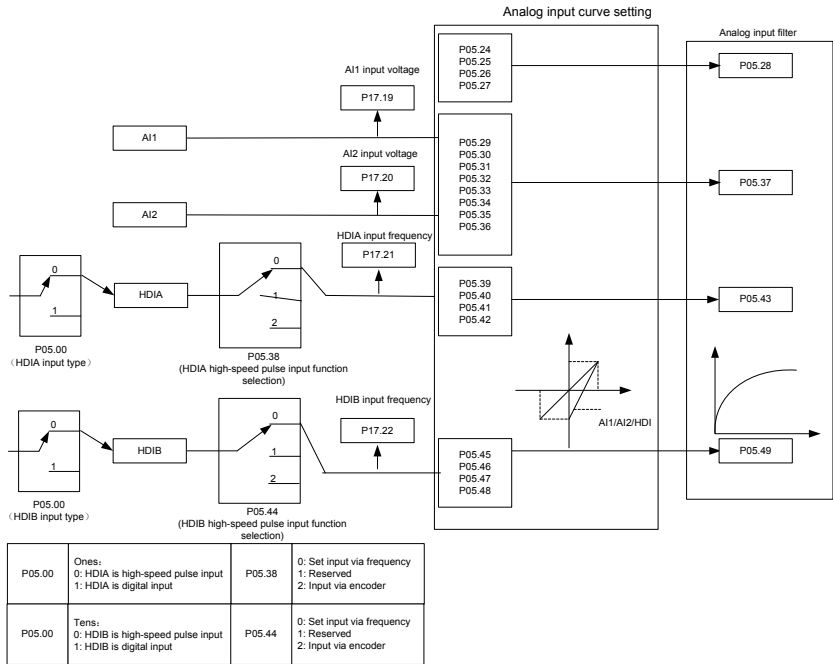 Analog input curve setting
Analog input filter
P05.24
P05.25
P05.26
P05.27
P05.28
AI1 input voltage
P17.19
AI1
P05.29
P05.30
P05.31
P05.32
P05.33
P05.34
P05.35
P05.36
P05.37
AI2 input voltage
P17.20
AI2
HDIA input frequency
P17.21
0
1
P05.00
（HDIA input type）
HDIA
0
1
2
P05.38
(HDIA high-speed pulse input function
selection)
P05.39
P05.40
P05.41
P05.42
P05.43
AI1/AI2/HDI
HDIB input frequency
P17.22
0
1
P05.00
（HDIB input type）
HDIB
0
1
2
P05.44
(HDIB high-speed pulse input function
selection)
P05.45
P05.46
P05.47
P05.48
P05.49
P05.00
Ones：
0: HDIA is high-speed pulse input
1: HDIA is digital input
P05.38
0: Set input via frequency
1: Reserved
2: Input via encoder
P05.00
Tens：
0: HDIB is high-speed pulse input
1: HDIB is digital input
P05.44
0: Set input via frequency
1: Reserved
2: Input via encoder